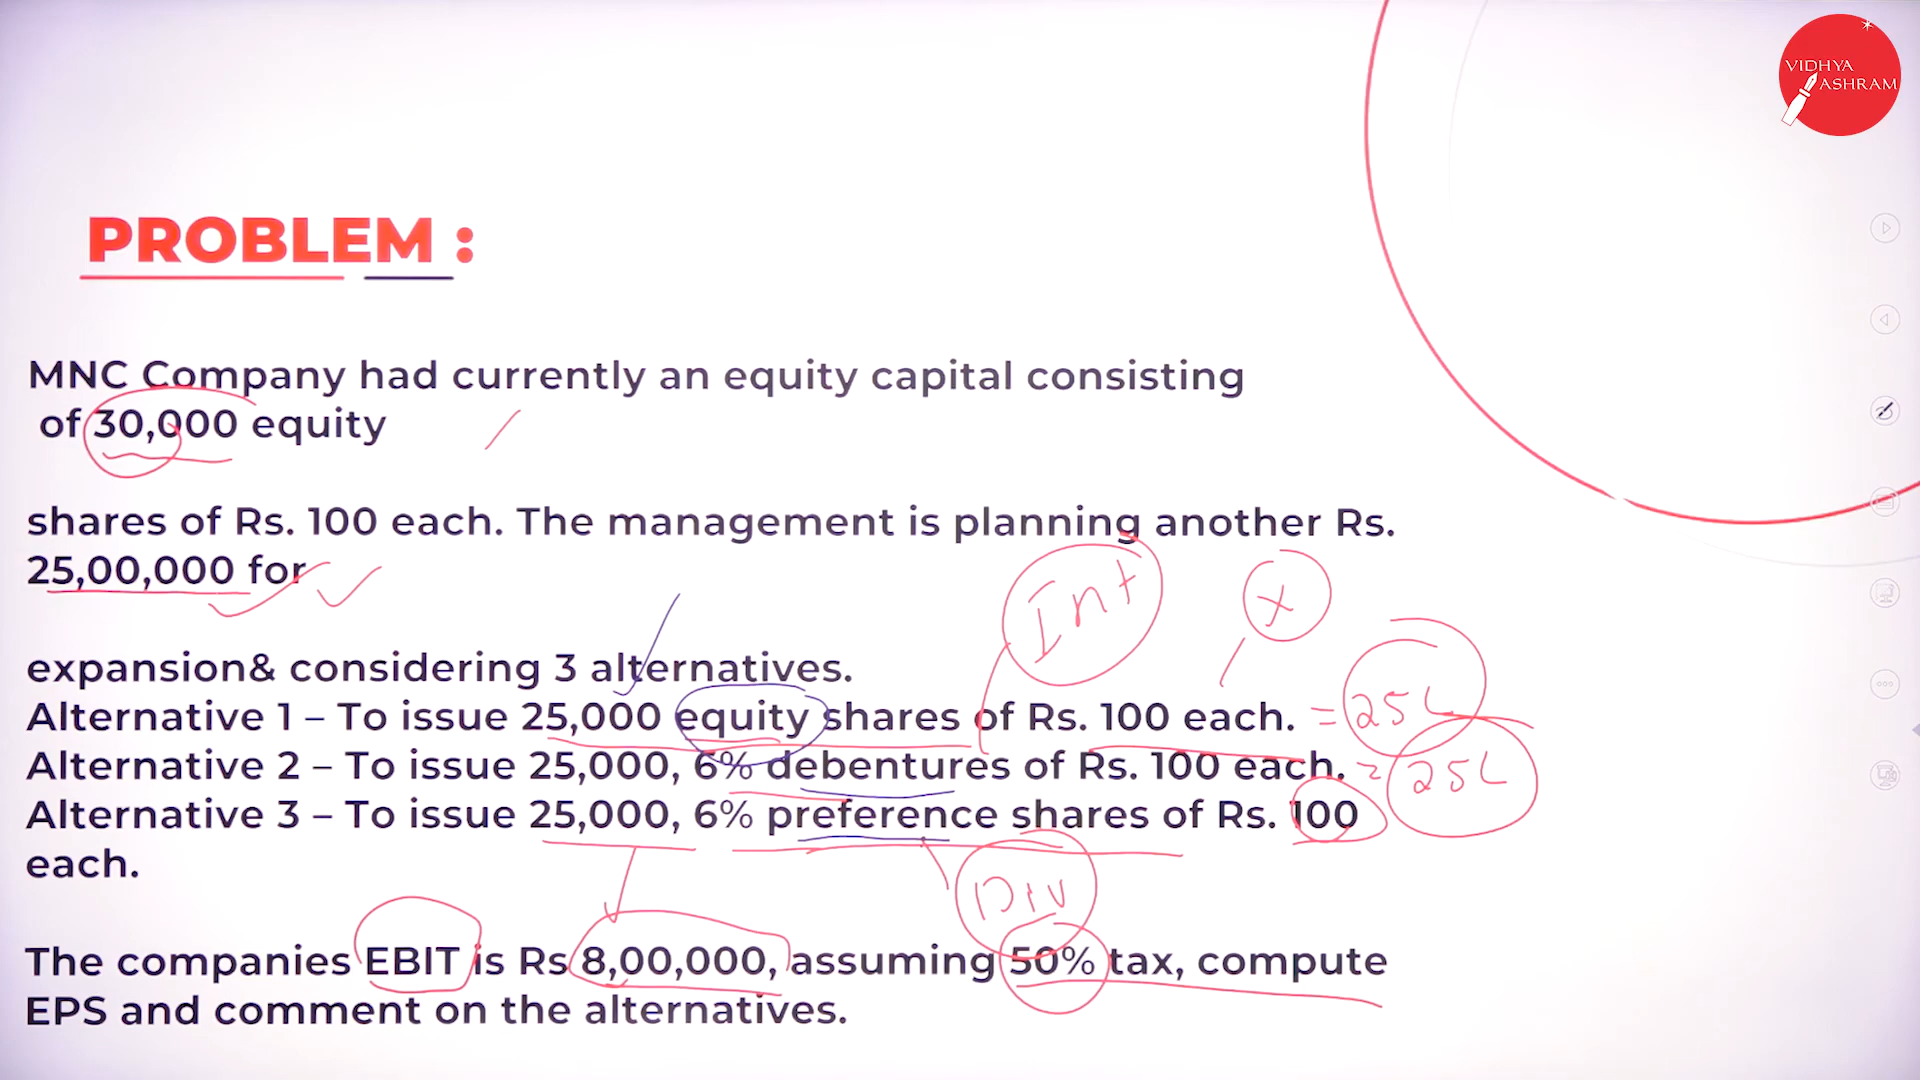 VIDHYA
ASHRAM
PROBLEM :
MNC Company had currently an equity capital consisting
of 30,000 equity
shares of Rs. 100 each. The management is planning another Rs.
25,00,000 for
Int
x
expansion& considering 3 alternatives.
Alternative 1 – To issue 25,000 equity shares of Rs. 100 each. = 25L
Alternative 2 – To issue 25,000, 6% debentures of Rs. 100 each. = 25L
Alternative 3 – To issue 25,000, 6% preference shares of Rs. 100
each.
Div
The companies EBIT is Rs 8,00,000, assuming 50% tax, compute
EPS and comment on the alternatives.